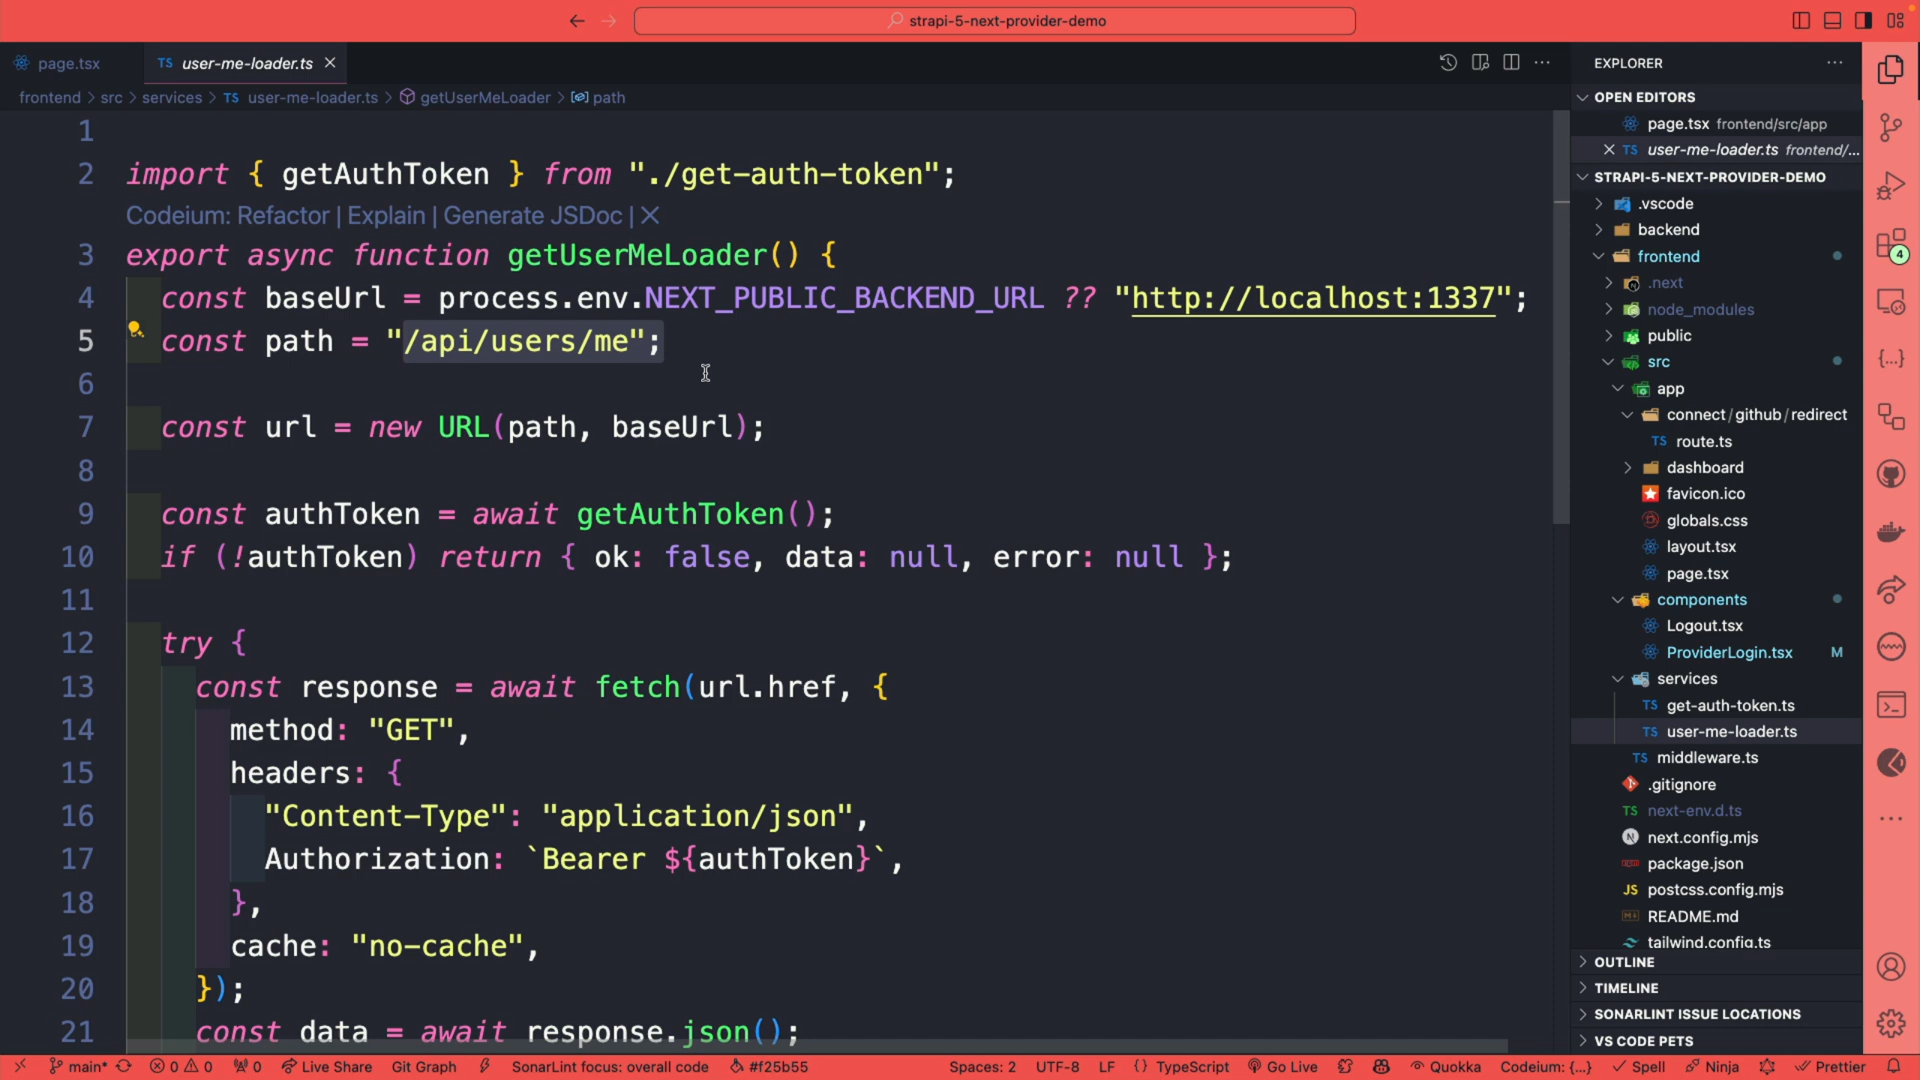 strapi-5-next-provider-demo
page.tsx
TS user-me-loader.ts
frontend > src > services > TS user-me-loader.ts > getUserMeLoader > path
1
2 import { getAuthToken } from "./get-auth-token";
Codeium: Refactor | Explain | Generate JSDoc | X
3 export async function getUserMeLoader() {
4 const baseUrl = process.env.NEXT_PUBLIC_BACKEND_URL ?? "http://localhost:1337";
5 const path = "/api/users/me";
6
7 const url = new URL(path, baseUrl);
8
9 const authToken = await getAuthToken();
10 if (!authToken) return { ok: false, data: null, error: null };
11
12 try {
13 const response = await fetch(url.href, {
14 method: "GET",
15 headers: {
16 "Content-Type": "application/json",
17 Authorization: `Bearer ${authToken}`,
18 },
19 cache: "no-cache",
20 });
21 const data = await response.json();
EXPLORER
OPEN EDITORS
page.tsx frontend/src/app
TS user-me-loader.ts frontend/...
STRAPI-5-NEXT-PROVIDER-DEMO
.vscode
backend
frontend
.next
node_modules
public
src
app
connect/github/redirect
TS route.ts
dashboard
favicon.ico
globals.css
layout.tsx
page.tsx
components
Logout.tsx
ProviderLogin.tsx M
services
TS get-auth-token.ts
TS user-me-loader.ts
TS middleware.ts
.gitignore
TS next-env.d.ts
next.config.mjs
package.json
JS postcss.config.mjs
README.md
tailwind.config.ts
OUTLINE
TIMELINE
SONARLINT ISSUE LOCATIONS
VS CODE PETS
4
main* 0 0 0 Live Share Git Graph SonarLint focus: overall code #f25b55 Spaces: 2 UTF-8 LF {} TypeScript Go Live Quokka Codeium: {...} Spell Ninja Prettier